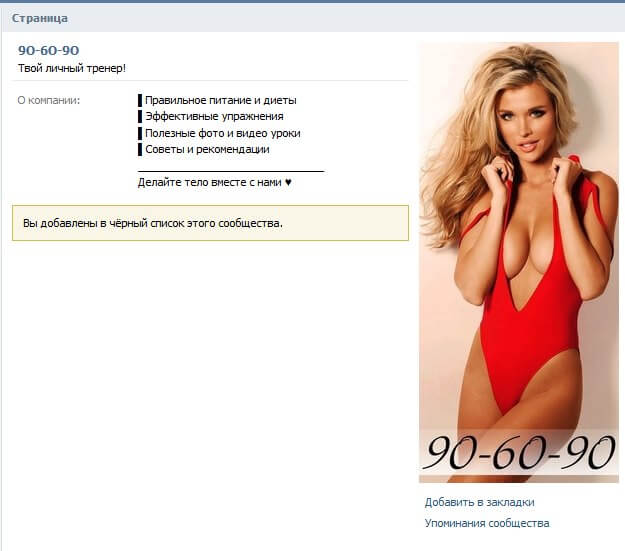 Страница
90-60-90
Твой личный тренер!
О компании:
▌Правильное питание и диеты
▌Эффективные упражнения
▌Полезные фото и видео уроки
▌Советы и рекомендации
Делайте тело вместе с нами ♥
Вы добавлены в чёрный список этого сообщества.
90-60-90
Добавить в закладки
Упоминания сообщества